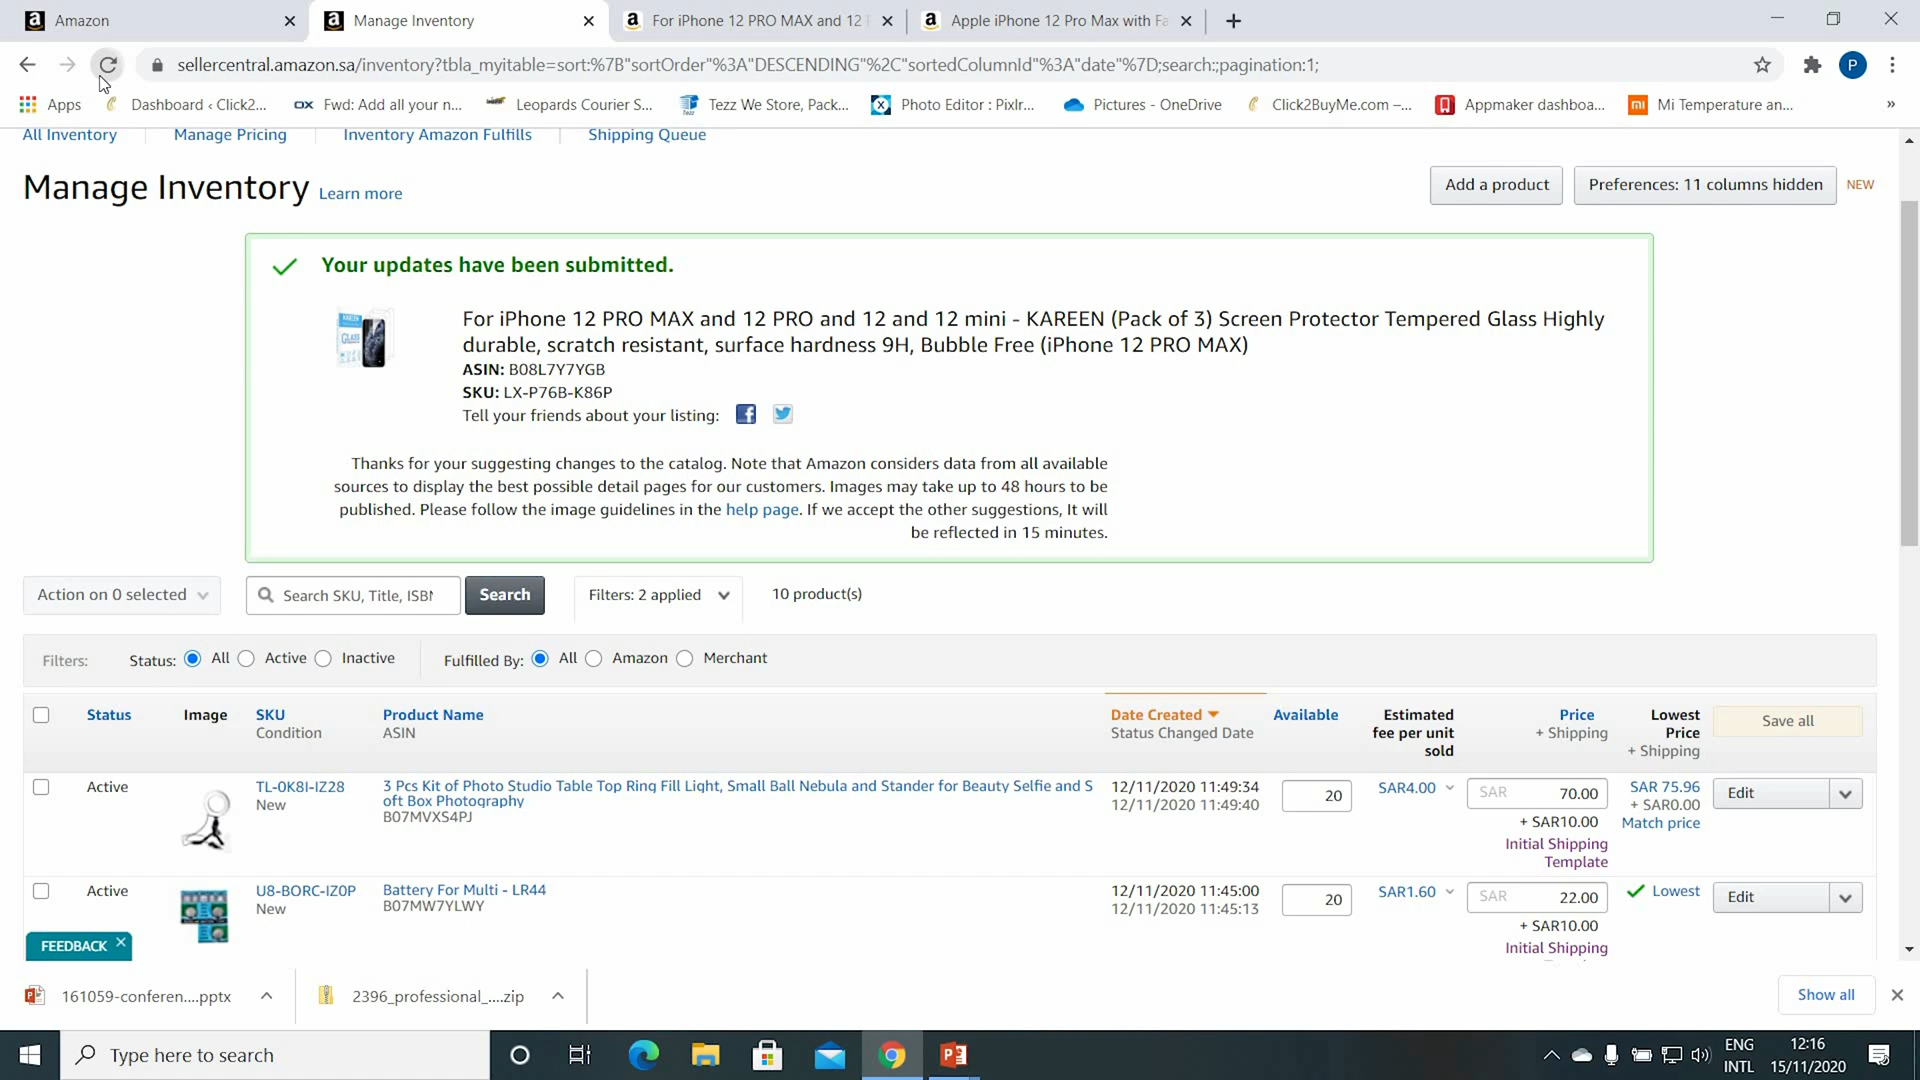 Amazon
Manage Inventory
For iPhone 12 PRO MAX and 12 P
Apple iPhone 12 Pro Max with Fa
sellercentral.amazon.sa/inventory?tbla_myitable=sort:%7B"sortOrder"%3A"DESCENDING"%2C"sortedColumnId"%3A"date"%7D;search:;pagination:1;
P
Apps
Dashboard ‹ Click2...
OX Fwd: Add all your n...
Leopards Courier S...
Tezz We Store, Pack...
Photo Editor : Pixlr...
Pictures - OneDrive
Click2BuyMe.com –...
Appmaker dashboa...
Mi Temperature an...
»
All Inventory
Manage Pricing
Inventory Amazon Fulfills
Shipping Queue
Manage Inventory Learn more
Add a product
Preferences: 11 columns hidden
NEW
Your updates have been submitted.
For iPhone 12 PRO MAX and 12 PRO and 12 and 12 mini - KAREEN (Pack of 3) Screen Protector Tempered Glass Highly
durable, scratch resistant, surface hardness 9H, Bubble Free (iPhone 12 PRO MAX)
ASIN: B08L7Y7YGB
SKU: LX-P76B-K86P
Tell your friends about your listing:
Thanks for your suggesting changes to the catalog. Note that Amazon considers data from all available
sources to display the best possible detail pages for our customers. Images may take up to 48 hours to be
published. Please follow the image guidelines in the help page. If we accept the other suggestions, It will
be reflected in 15 minutes.
Action on 0 selected
Search SKU, Title, ISBN
Search
Filters: 2 applied
10 product(s)
Filters: Status: All Active Inactive Fulfilled By: All Amazon Merchant
Status
Image
SKU
Condition
Product Name
ASIN
Date Created
Status Changed Date
Available
Estimated
fee per unit
sold
Price
+ Shipping
Lowest
Price
+ Shipping
Save all
Active
TL-0K8I-IZ28
New
3 Pcs Kit of Photo Studio Table Top Ring Fill Light, Small Ball Nebula and Stander for Beauty Selfie and S
oft Box Photography
B07MVXS4PJ
12/11/2020 11:49:34
12/11/2020 11:49:40
20
SAR4.00
SAR 70.00
+ SAR10.00
Initial Shipping
Template
SAR 75.96
+ SAR0.00
Match price
Edit
Active
U8-BORC-IZ0P
New
Battery For Multi - LR44
B07MW7YLWY
12/11/2020 11:45:00
12/11/2020 11:45:13
20
SAR1.60
SAR 22.00
+ SAR10.00
Initial Shipping
Lowest
Edit
FEEDBACK
161059-conferen....pptx
2396_professional_....zip
Show all
Type here to search
ENG
INTL
12:16
15/11/2020